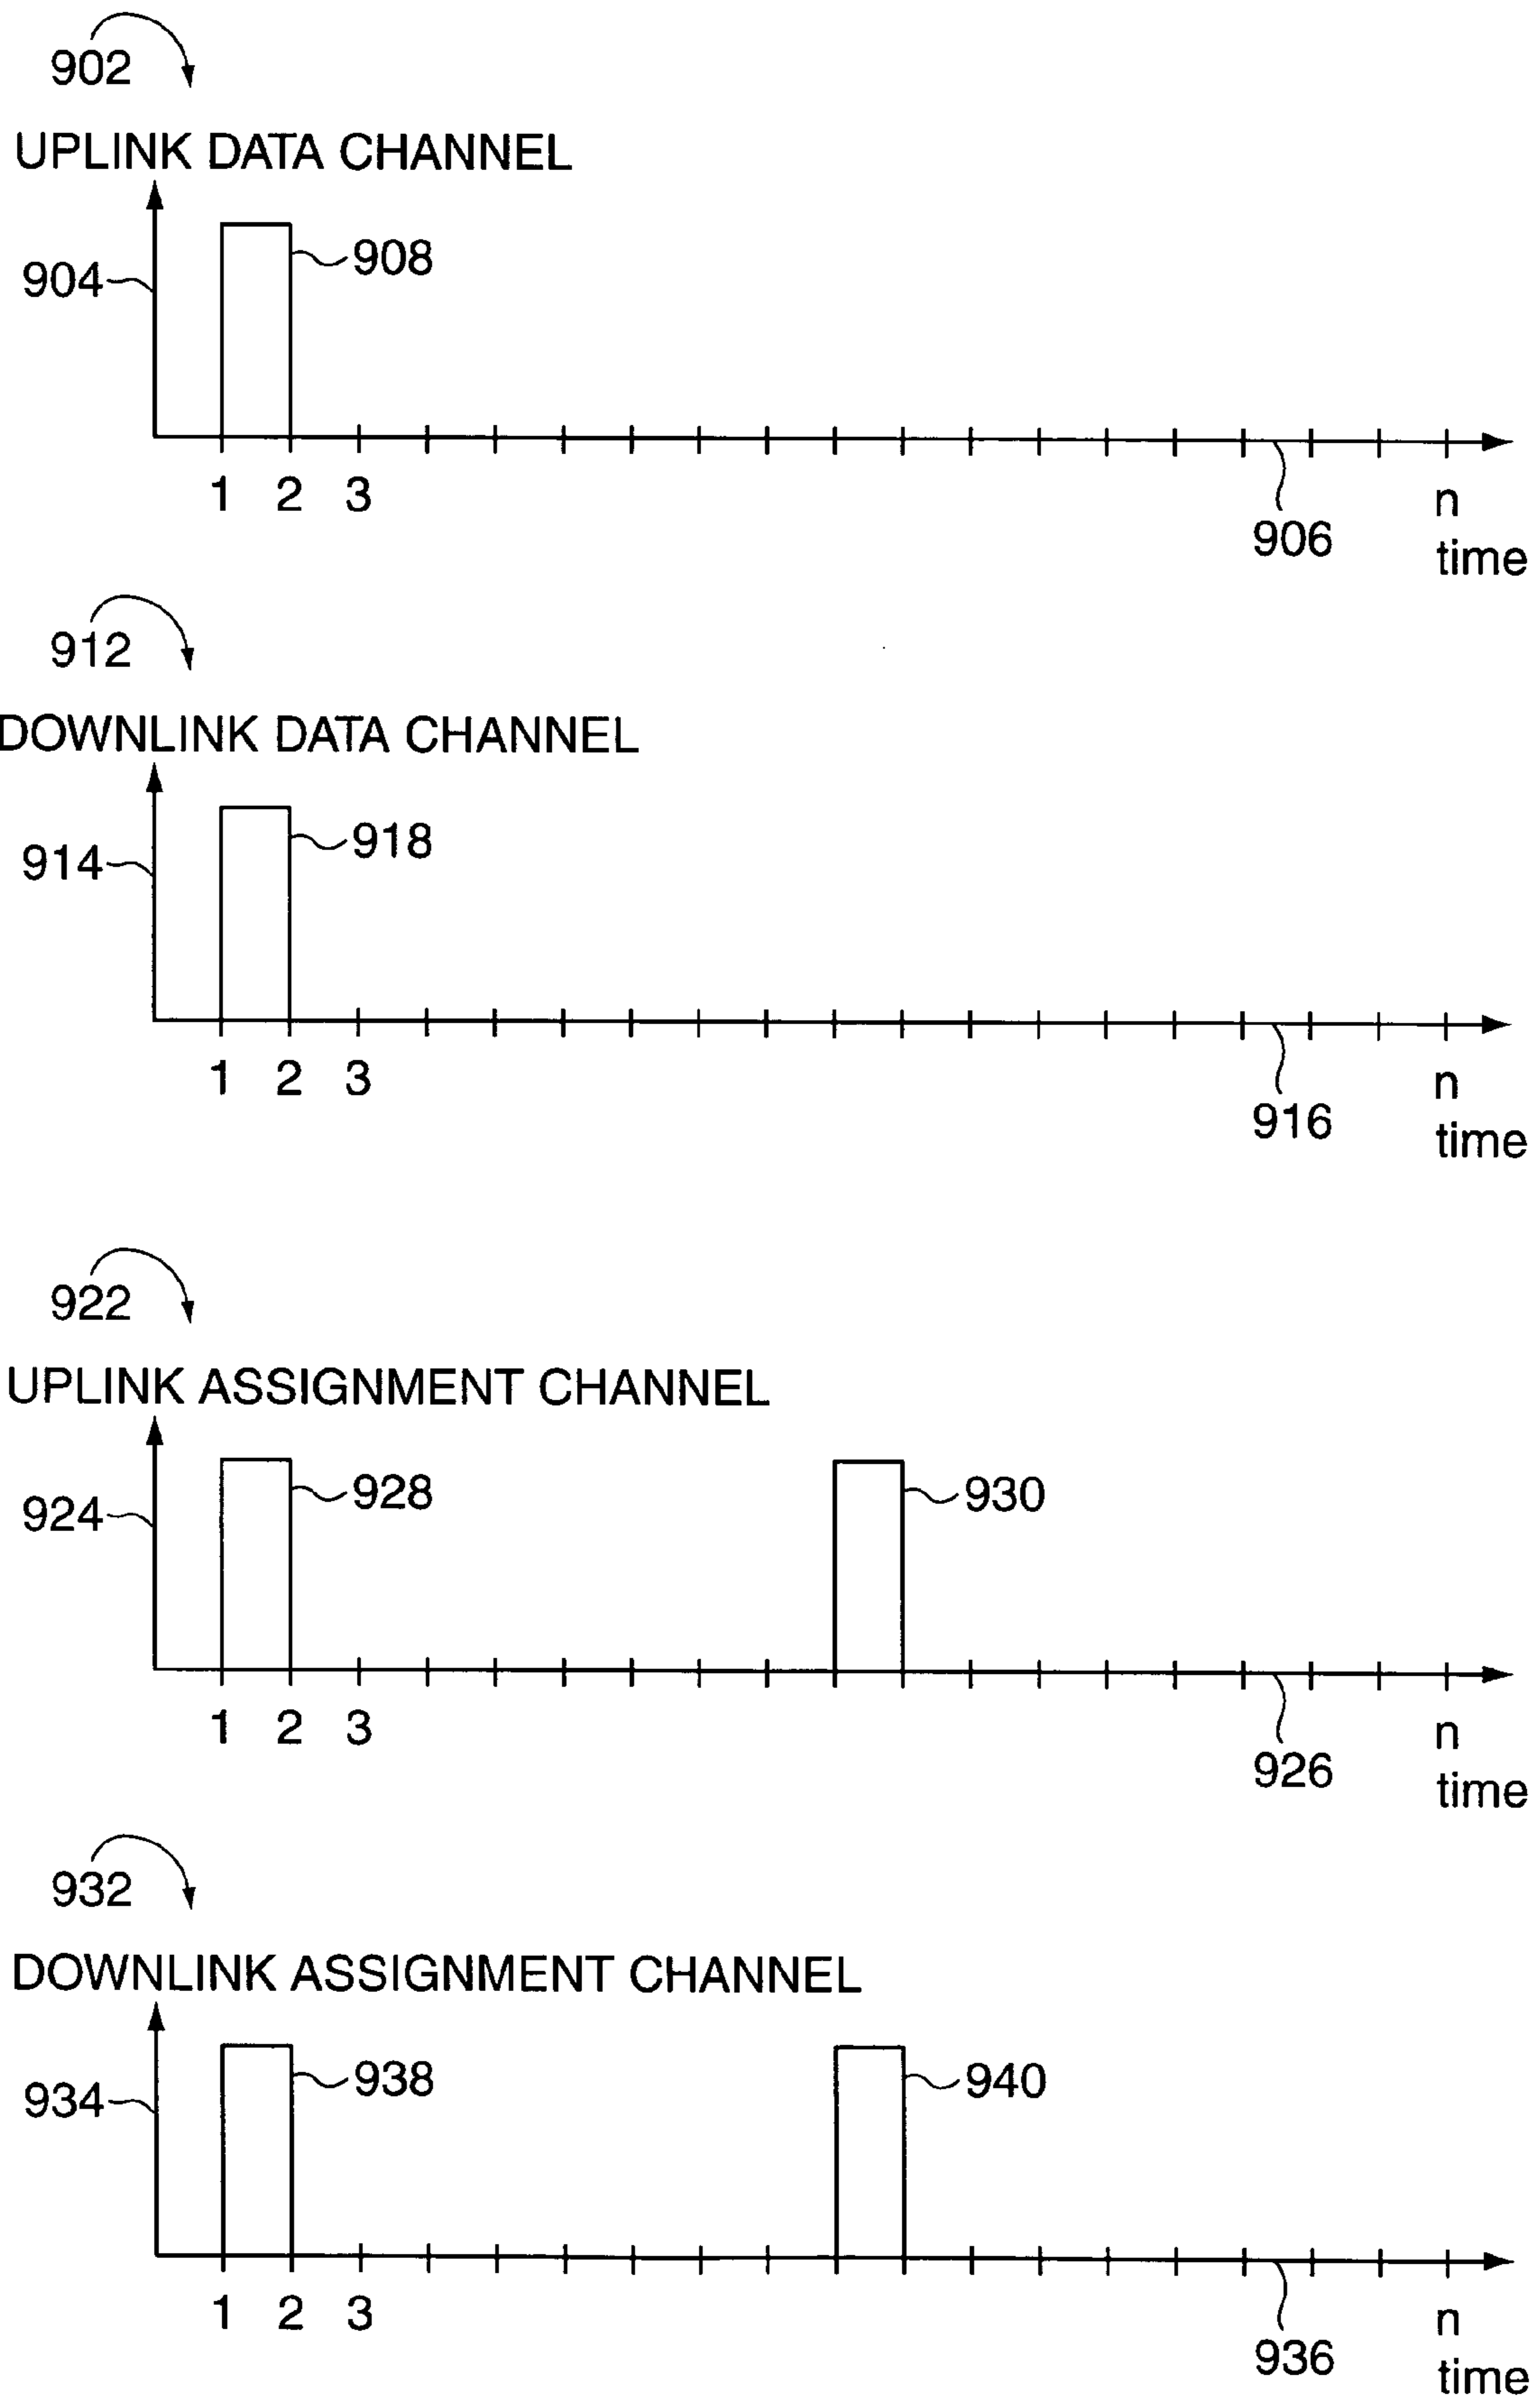 902
UPLINK DATA CHANNEL
904
908
1 2 3 n
906
time
912
DOWNLINK DATA CHANNEL
914
918
1 2 3 n
916
time
922
UPLINK ASSIGNMENT CHANNEL
924
928
930
1 2 3 n
926
time
932
DOWNLINK ASSIGNMENT CHANNEL
934
938
940
1 2 3 n
936
time